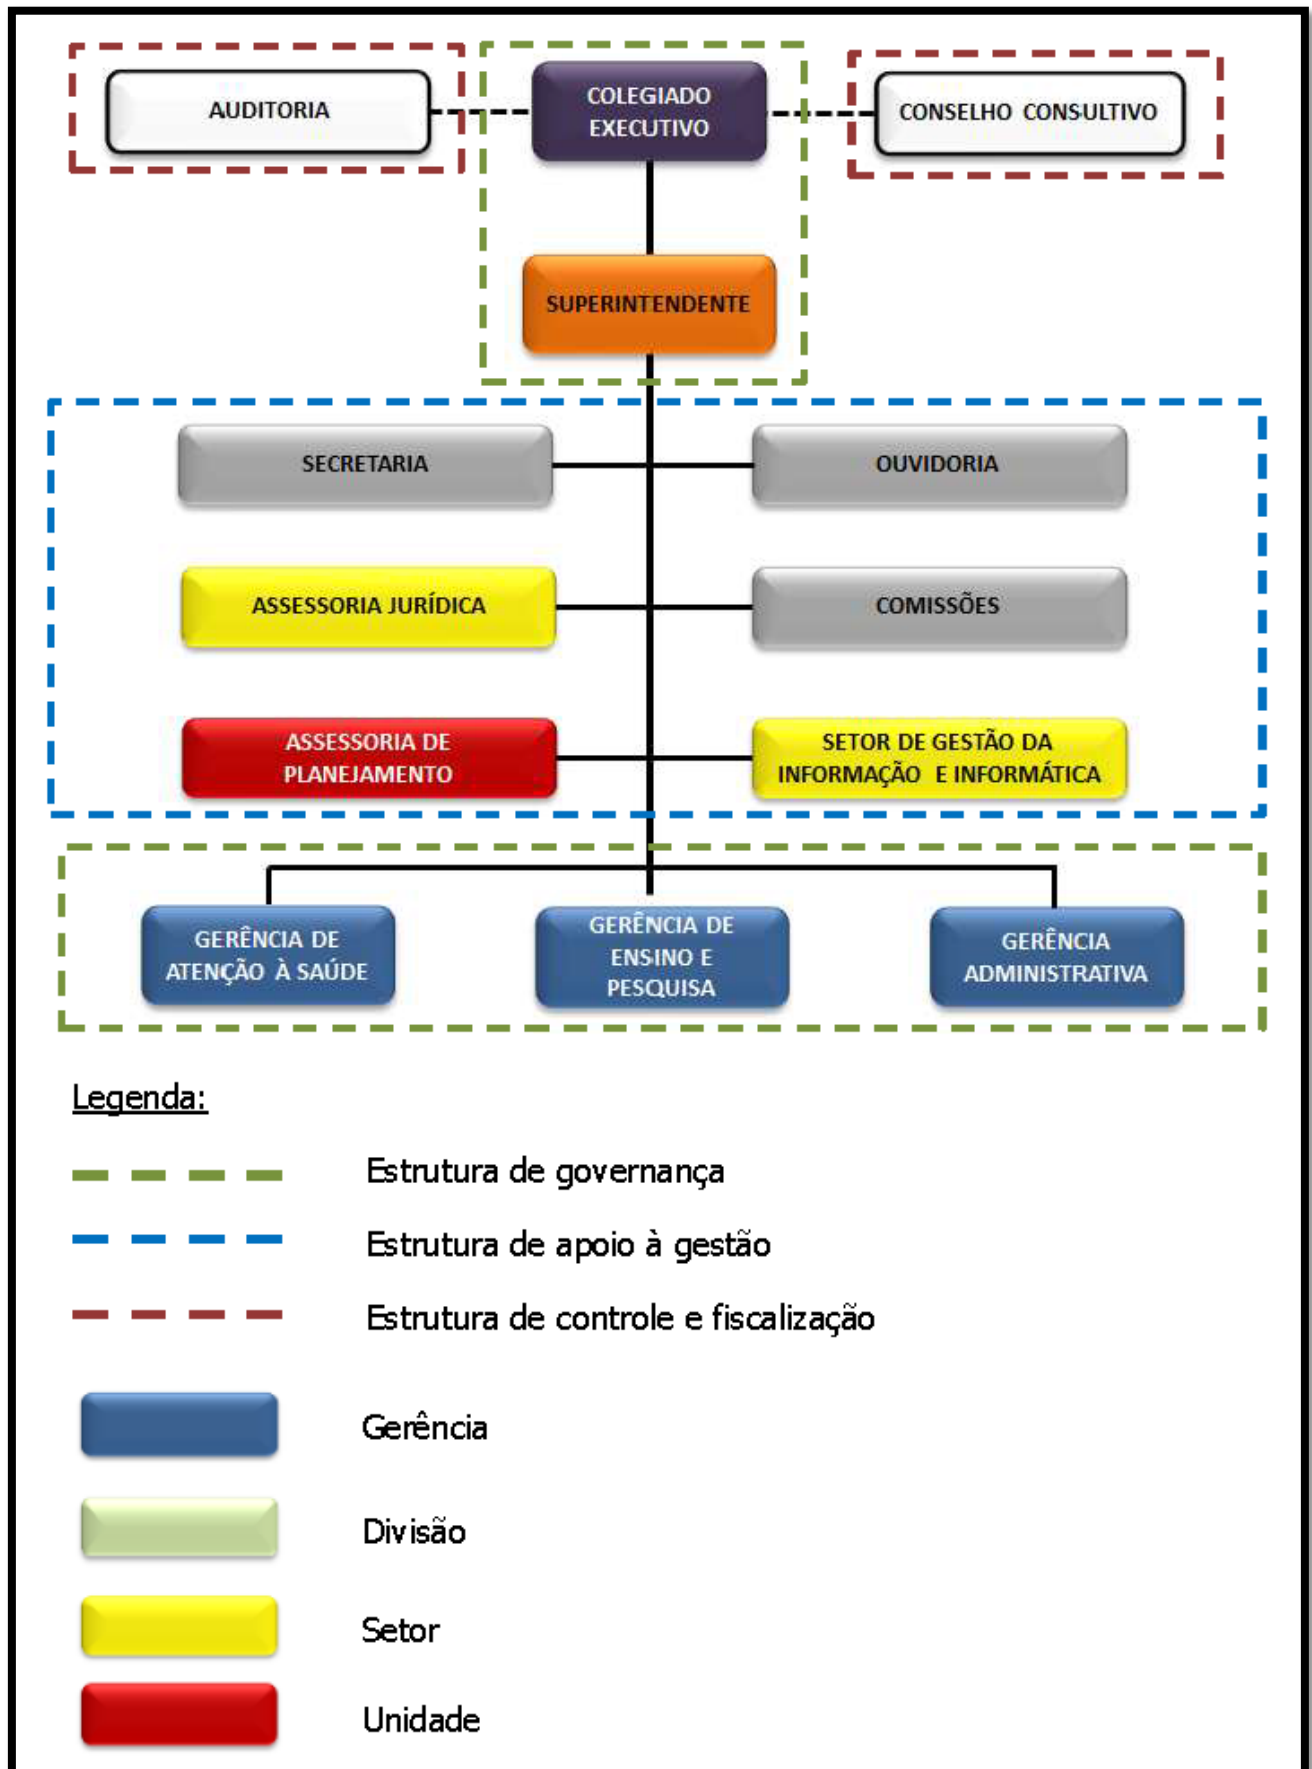 AUDITORIA
COLEGIADO
EXECUTIVO
CONSELHO CONSULTIVO
SUPERINTENDENTE
SECRETARIA
OUVIDORIA
ASSESSORIA JURÍDICA
COMISSÕES
ASSESSORIA DE
PLANEJAMENTO
SETOR DE GESTÃO DA
INFORMAÇÃO E INFORMÁTICA
GERÊNCIA DE
ATENÇÃO À SAÚDE
GERÊNCIA DE
ENSINO E
PESQUISA
GERÊNCIA
ADMINISTRATIVA
Legenda:
Estrutura de governança
Estrutura de apoio à gestão
Estrutura de controle e fiscalização
Gerência
Divisão
Setor
Unidade